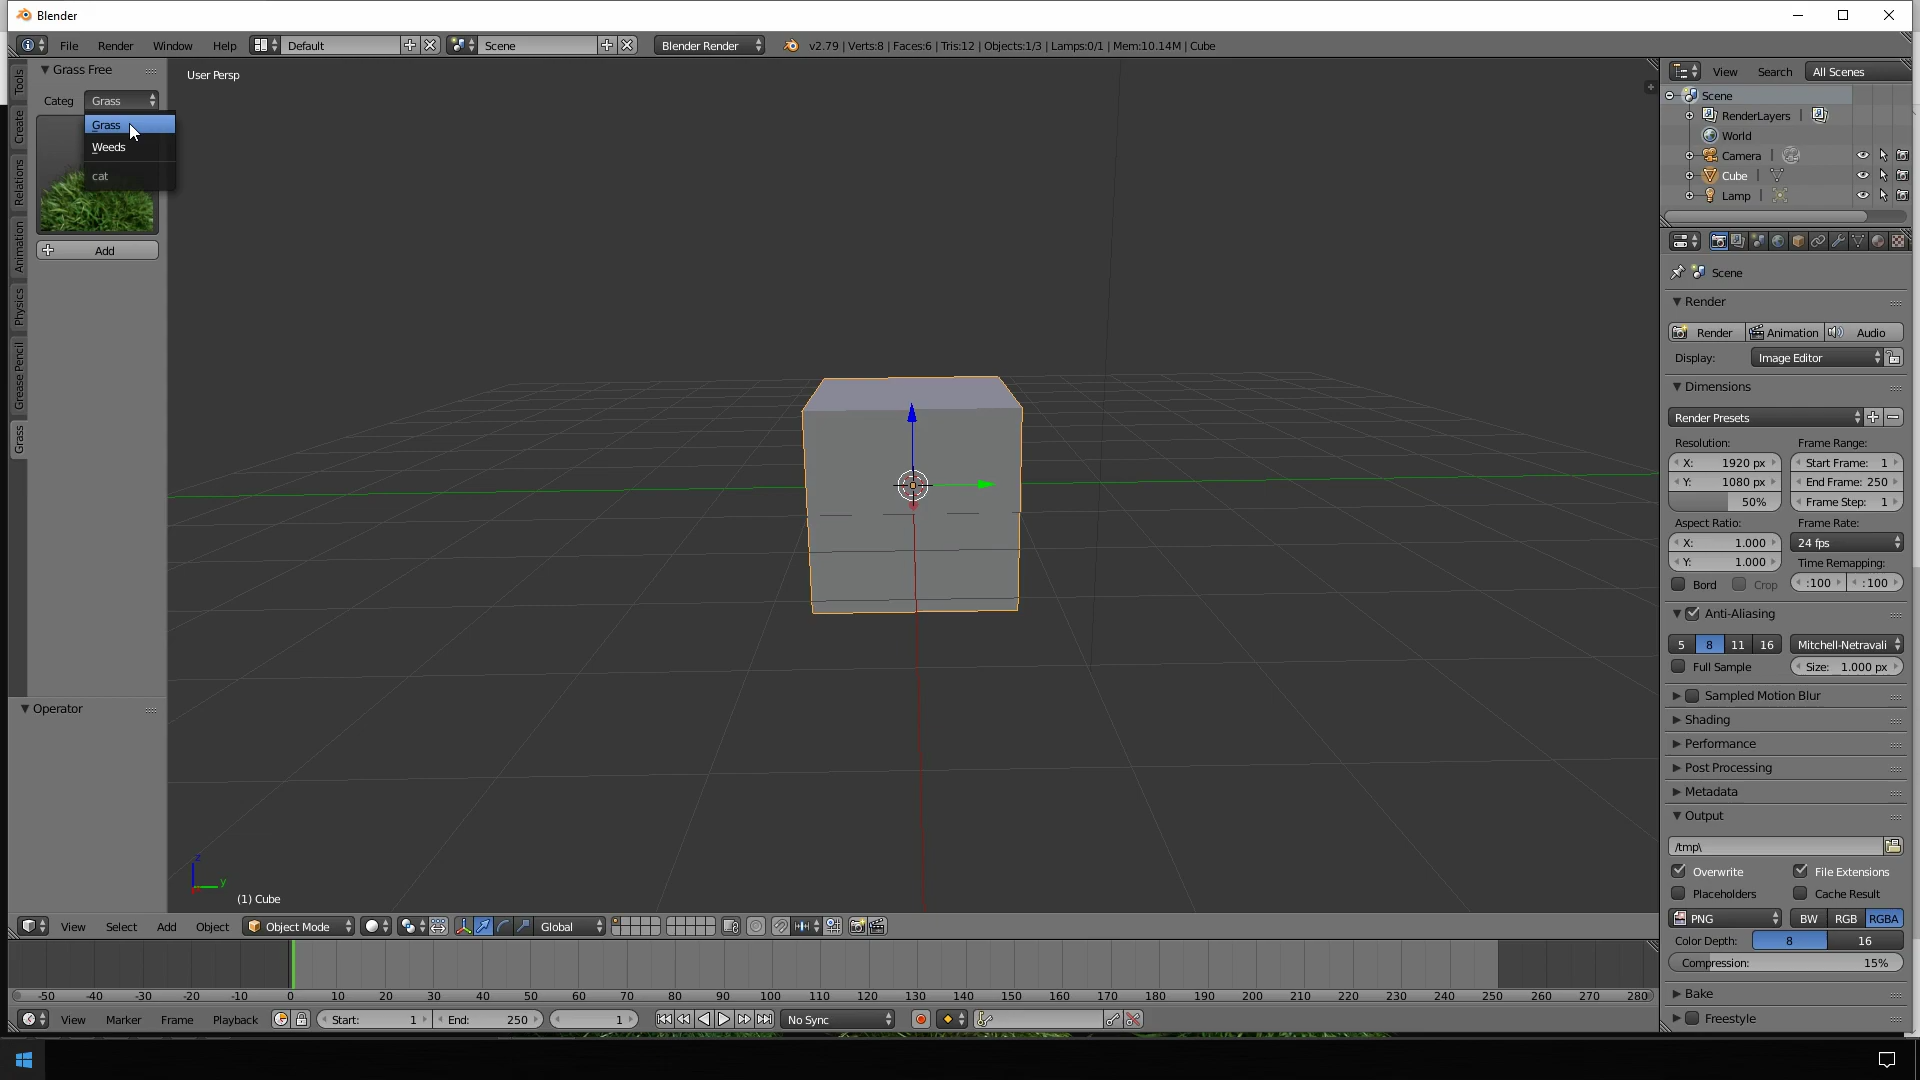 Blender
File Render Window Help Default Scene Blender Render v2.79 | Verts:8 | Faces:6 | Tris:12 | Objects:1/3 | Lamps:0/1 | Mem:10.14M | Cube
Tools
Create
Relations
Animation
Physics
Grease Pencil
Grass
Grass Free
Categ Grass
Grass
Weeds
cat
Add
Operator
User Persp
z
y
(1) Cube
View Select Add Object Object Mode Global
-50 -40 -30 -20 -10 0 10 20 30 40 50 60 70 80 90 100 110 120 130 140 150 160 170 180 190 200 210 220 230 240 250 260 270 280
View Marker Frame Playback Start: 1 End: 250 1 No Sync
View Search All Scenes
Scene
RenderLayers
World
Camera
Cube
Lamp
Scene
Render
Render Animation Audio
Display: Image Editor
Dimensions
Render Presets
Resolution: Frame Range:
X: 1920 px Start Frame: 1
Y: 1080 px End Frame: 250
50% Frame Step: 1
Aspect Ratio: Frame Rate:
X: 1.000 24 fps
Y: 1.000 Time Remapping:
Bord Crop :100 :100
Anti-Aliasing
5 8 11 16 Mitchell-Netravali
Full Sample Size: 1.000 px
Sampled Motion Blur
Shading
Performance
Post Processing
Metadata
Output
/tmp\
Overwrite File Extensions
Placeholders Cache Result
PNG BW RGB RGBA
Color Depth: 8 16
Compression: 15%
Bake
Freestyle